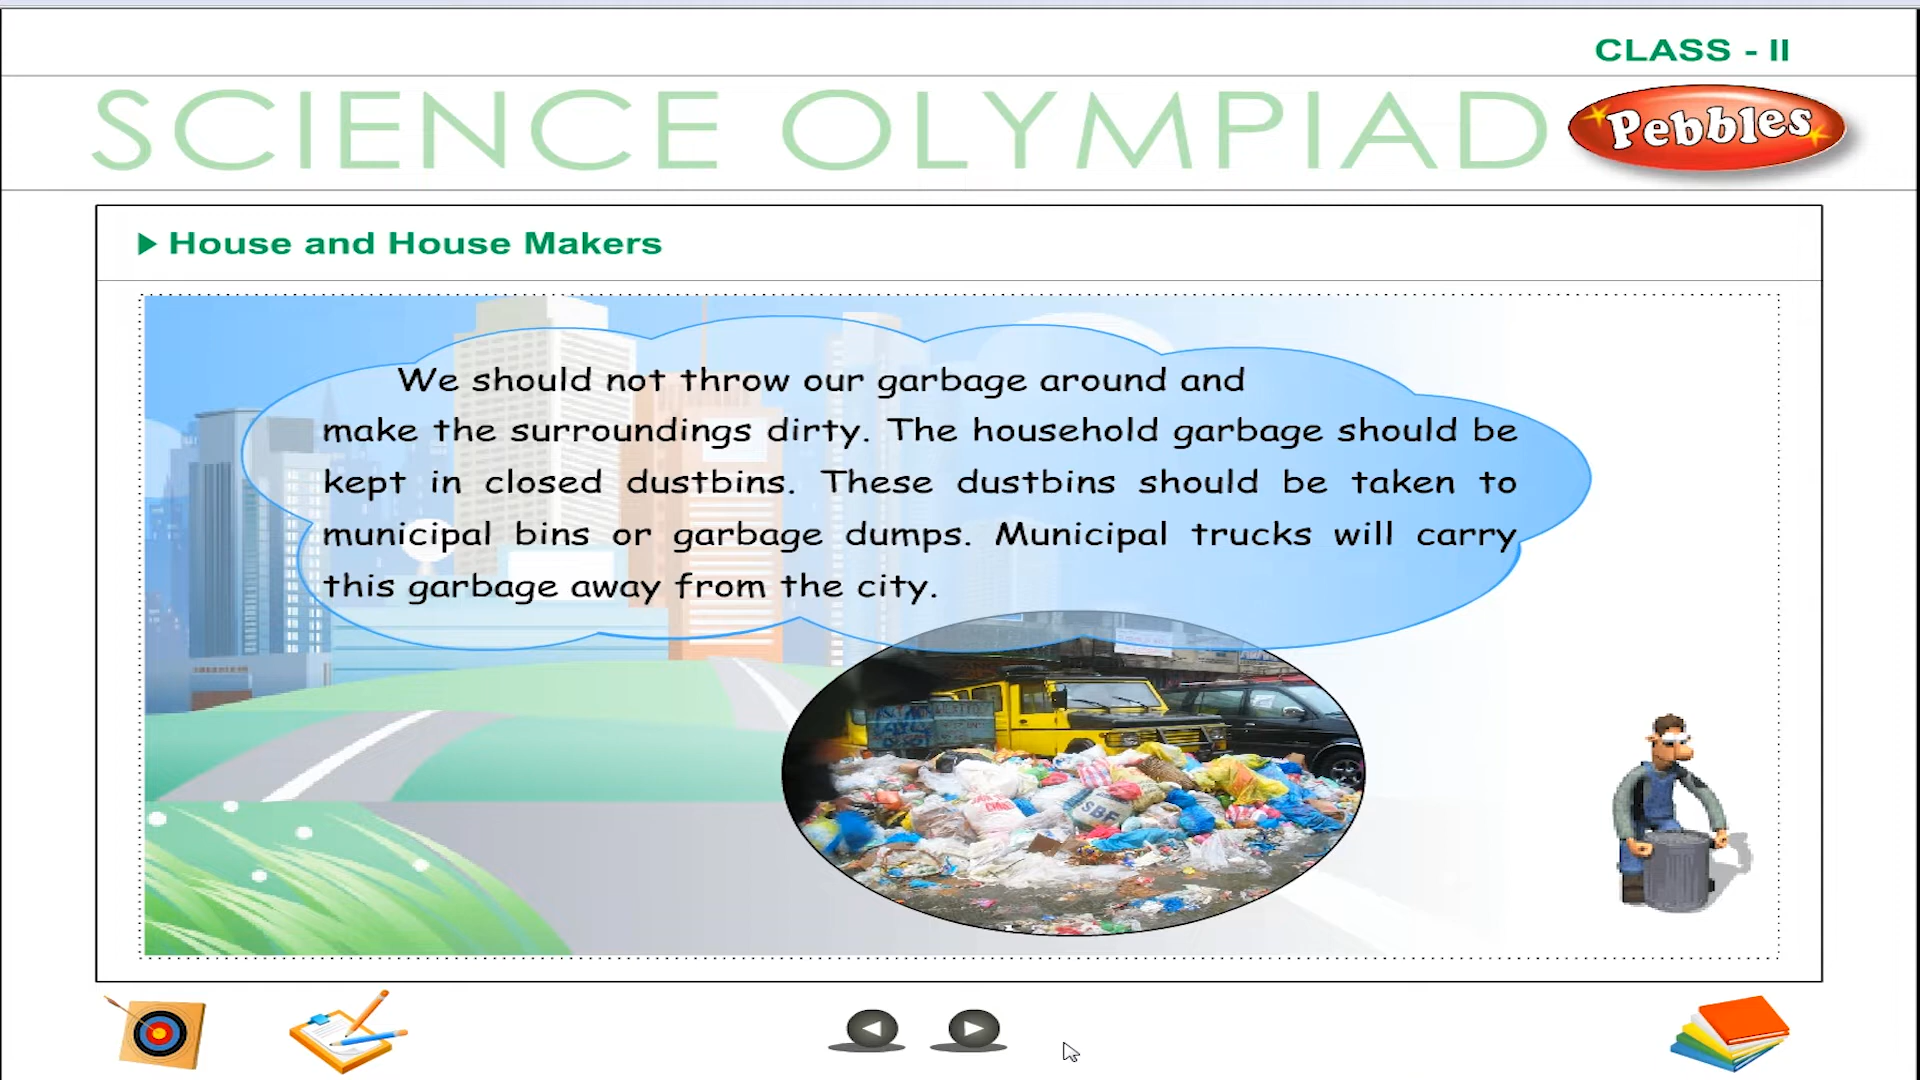 CLASS - II
SCIENCE OLYMPIAD
Pebbles
House and House Makers
We should not throw our garbage around and
make the surroundings dirty. The household garbage should be
kept in closed dustbins. These dustbins should be taken to
municipal bins or garbage dumps. Municipal trucks will carry
this garbage away from the city.
SBF